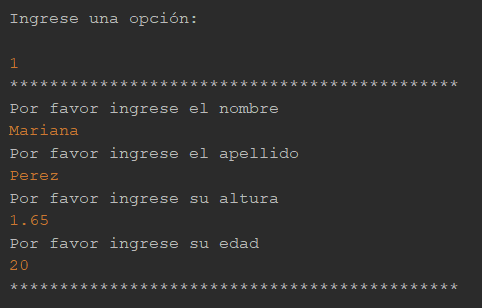 Ingrese una opción:
1
*********************************************
Por favor ingrese el nombre
Mariana
Por favor ingrese el apellido
Perez
Por favor ingrese su altura
1.65
Por favor ingrese su edad
20
*********************************************